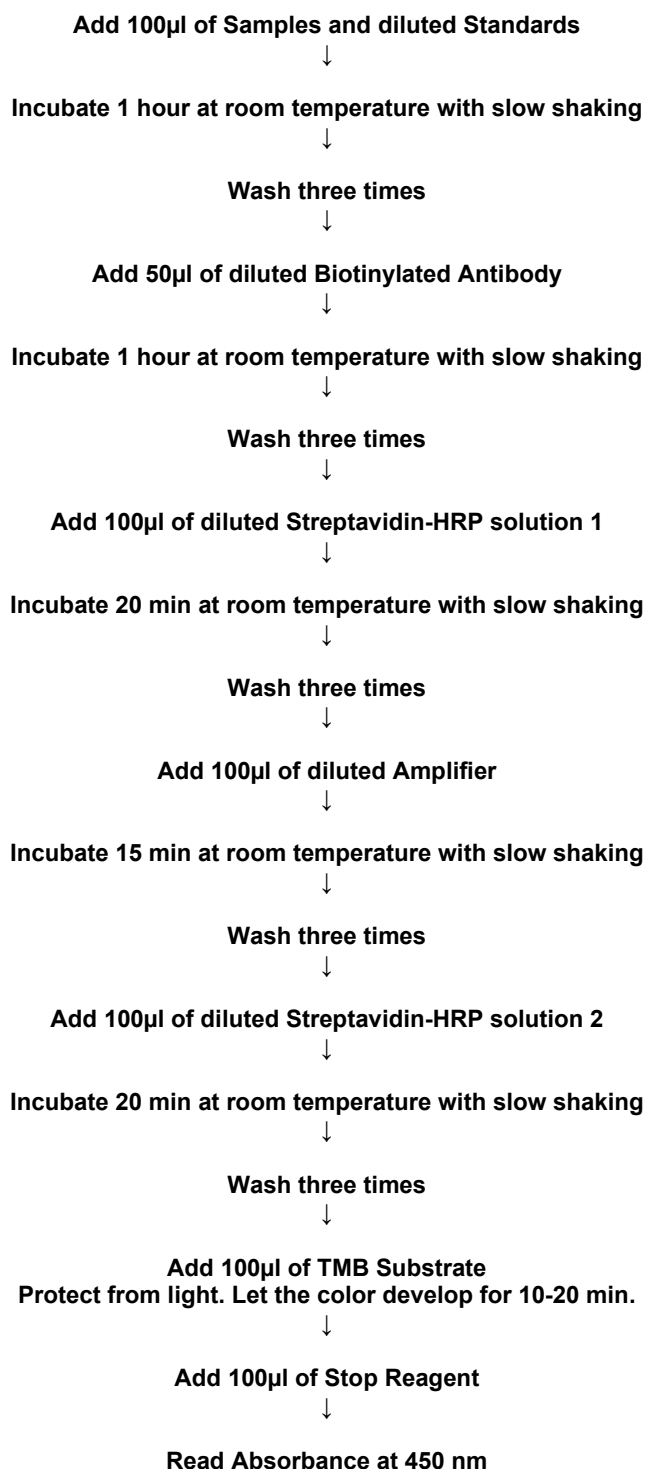 Add 100µl of Samples and diluted Standards
↓
Incubate 1 hour at room temperature with slow shaking
↓
Wash three times
↓
Add 50µl of diluted Biotinylated Antibody
↓
Incubate 1 hour at room temperature with slow shaking
↓
Wash three times
↓
Add 100µl of diluted Streptavidin-HRP solution 1
↓
Incubate 20 min at room temperature with slow shaking
↓
Wash three times
↓
Add 100µl of diluted Amplifier
↓
Incubate 15 min at room temperature with slow shaking
↓
Wash three times
↓
Add 100µl of diluted Streptavidin-HRP solution 2
↓
Incubate 20 min at room temperature with slow shaking
↓
Wash three times
↓
Add 100µl of TMB Substrate
Protect from light. Let the color develop for 10-20 min.
↓
Add 100µl of Stop Reagent
↓
Read Absorbance at 450 nm